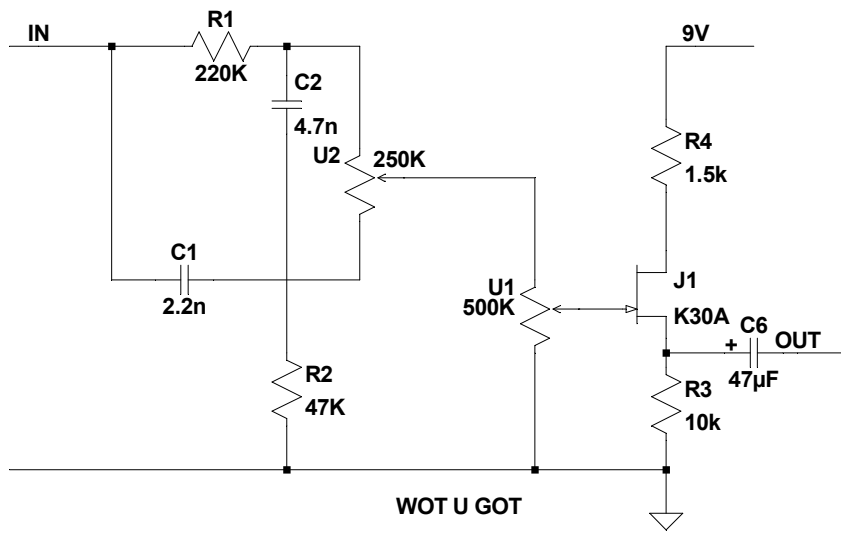 IN
R1
220K
C2
4.7n
U2
250K
C1
2.2n
R2
47K
U1
500K
9V
R4
1.5k
J1
K30A
+
C6
47µF
OUT
R3
10k
WOT U GOT